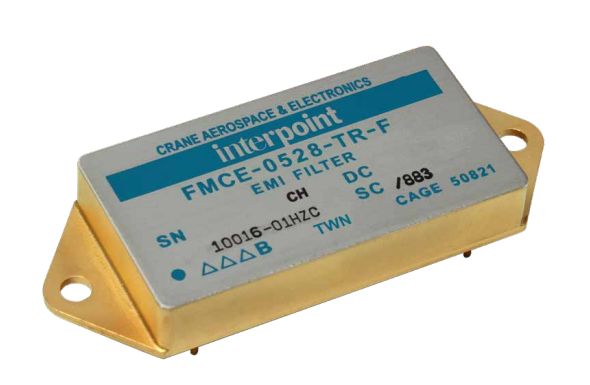 CRANE AEROSPACE & ELECTRONICS
interpoint
FMCE-0528-TR-F
EMI FILTER
SN CH DC
10016-01HZC SC /883
△△△B TWN CAGE 50821